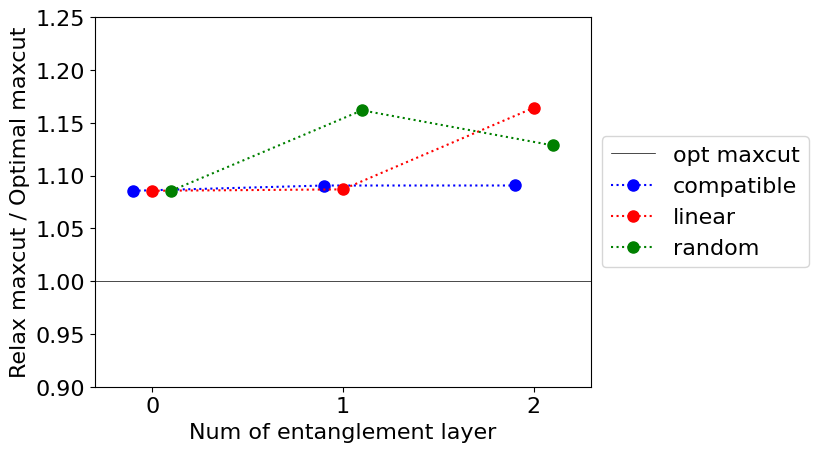 Relax maxcut / Optimal maxcut
1.25
1.20
1.15
1.10
1.05
1.00
0.95
0.90
0 1 2
Num of entanglement layer
opt maxcut
compatible
linear
random